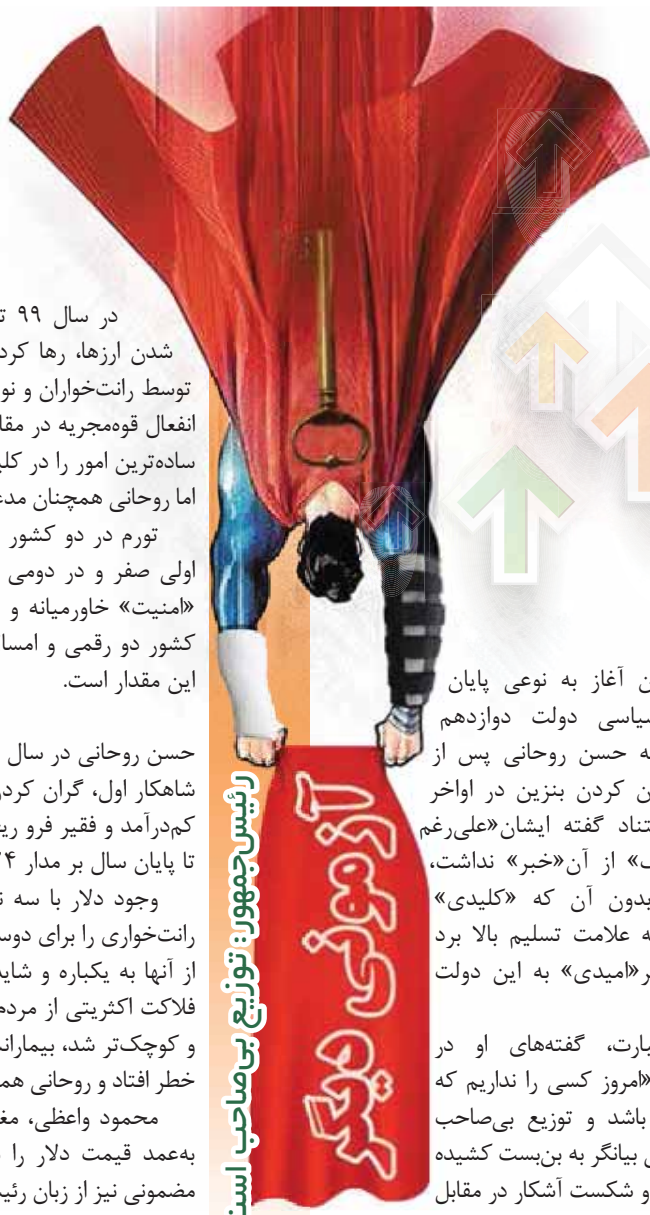 آزمونی دیگر
رئیس‌جمهور: توزیع بی‌صاحب است
ن آغاز به نوعی پایان
سیاسی دولت دوازدهم
ه حسن روحانی پس از
ن کردن بنزین در اواخر
تناد گفته ایشان«علی‌رغم
از آن«خبر» نداشت،
بدون آن که «کلیدی»
ه علامت تسلیم بالا برد
ر«امیدی» به این دولت
بارت، گفته‌های او در
«امروز کسی را نداریم که
باشد و توزیع بی‌صاحب
ی بیانگر به بن‌بست کشیده
و شکست آشکار در مقابل
در سال ۹۹ ت
شدن ارزها، رها کرد
توسط رانت‌خواران و نو
انفعال قوه‌مجریه در مقا
ساده‌ترین امور را در کلی
اما روحانی همچنان مدع
تورم در دو کشور
اولی صفر و در دومی
«امنیت» خاورمیانه و
کشور دو رقمی و امسا
این مقدار است.
حسن روحانی در سال
شاهکار اول، گران کردن
کم‌درآمد و فقیر فرو ریخ
تا پایان سال بر مدار ۲۴
وجود دلار با سه ن
رانت‌خواری را برای دوس
از آنها به یکباره و شاید
فلاکت اکثریتی از مردم
و کوچک‌تر شد، بیماراند
خطر افتاد و روحانی هم
محمود واعظی، مغ
به‌عمد قیمت دلار را
مضمونی نیز از زبان رئی